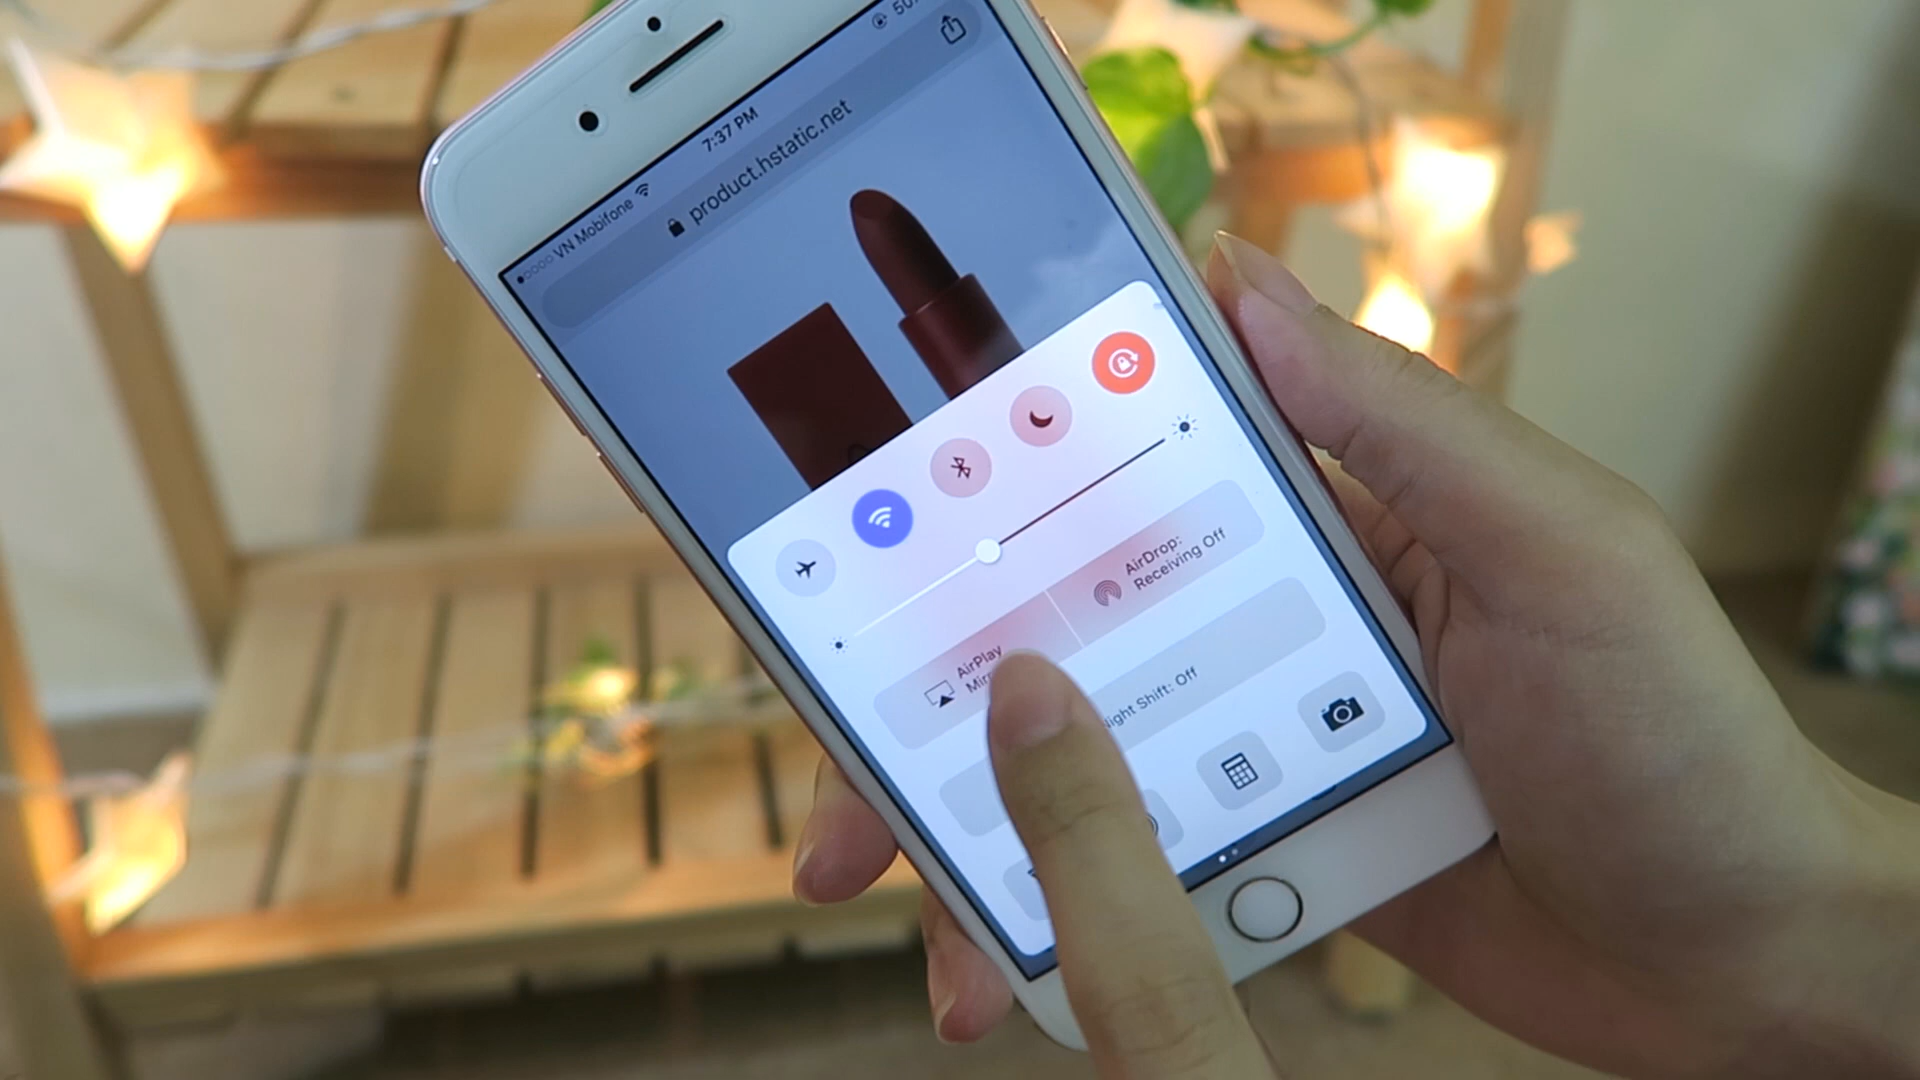 VN Mobifone
7:37 PM
product.hstatic.net
AirDrop:
Receiving Off
AirPlay
Night Shift: Off